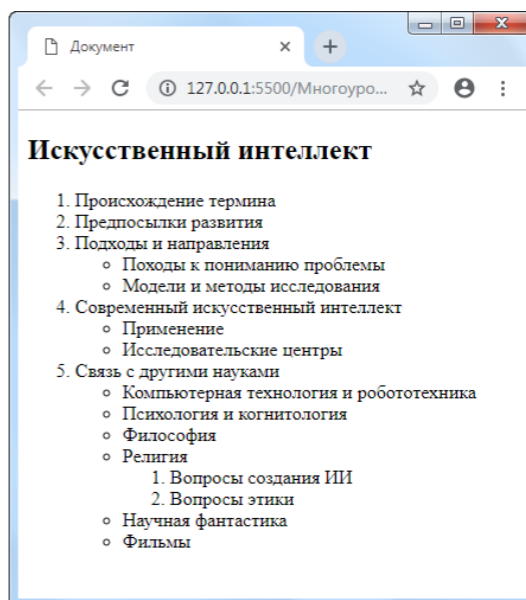 Документ
127.0.0.1:5500/Многоуро...
Искусственный интеллект
1. Происхождение термина
2. Предпосылки развития
3. Подходы и направления
Походы к пониманию проблемы
Модели и методы исследования
4. Современный искусственный интеллект
Применение
Исследовательские центры
5. Связь с другими науками
Компьютерная технология и робототехника
Психология и когнитология
Философия
Религия
1. Вопросы создания ИИ
2. Вопросы этики
Научная фантастика
Фильмы